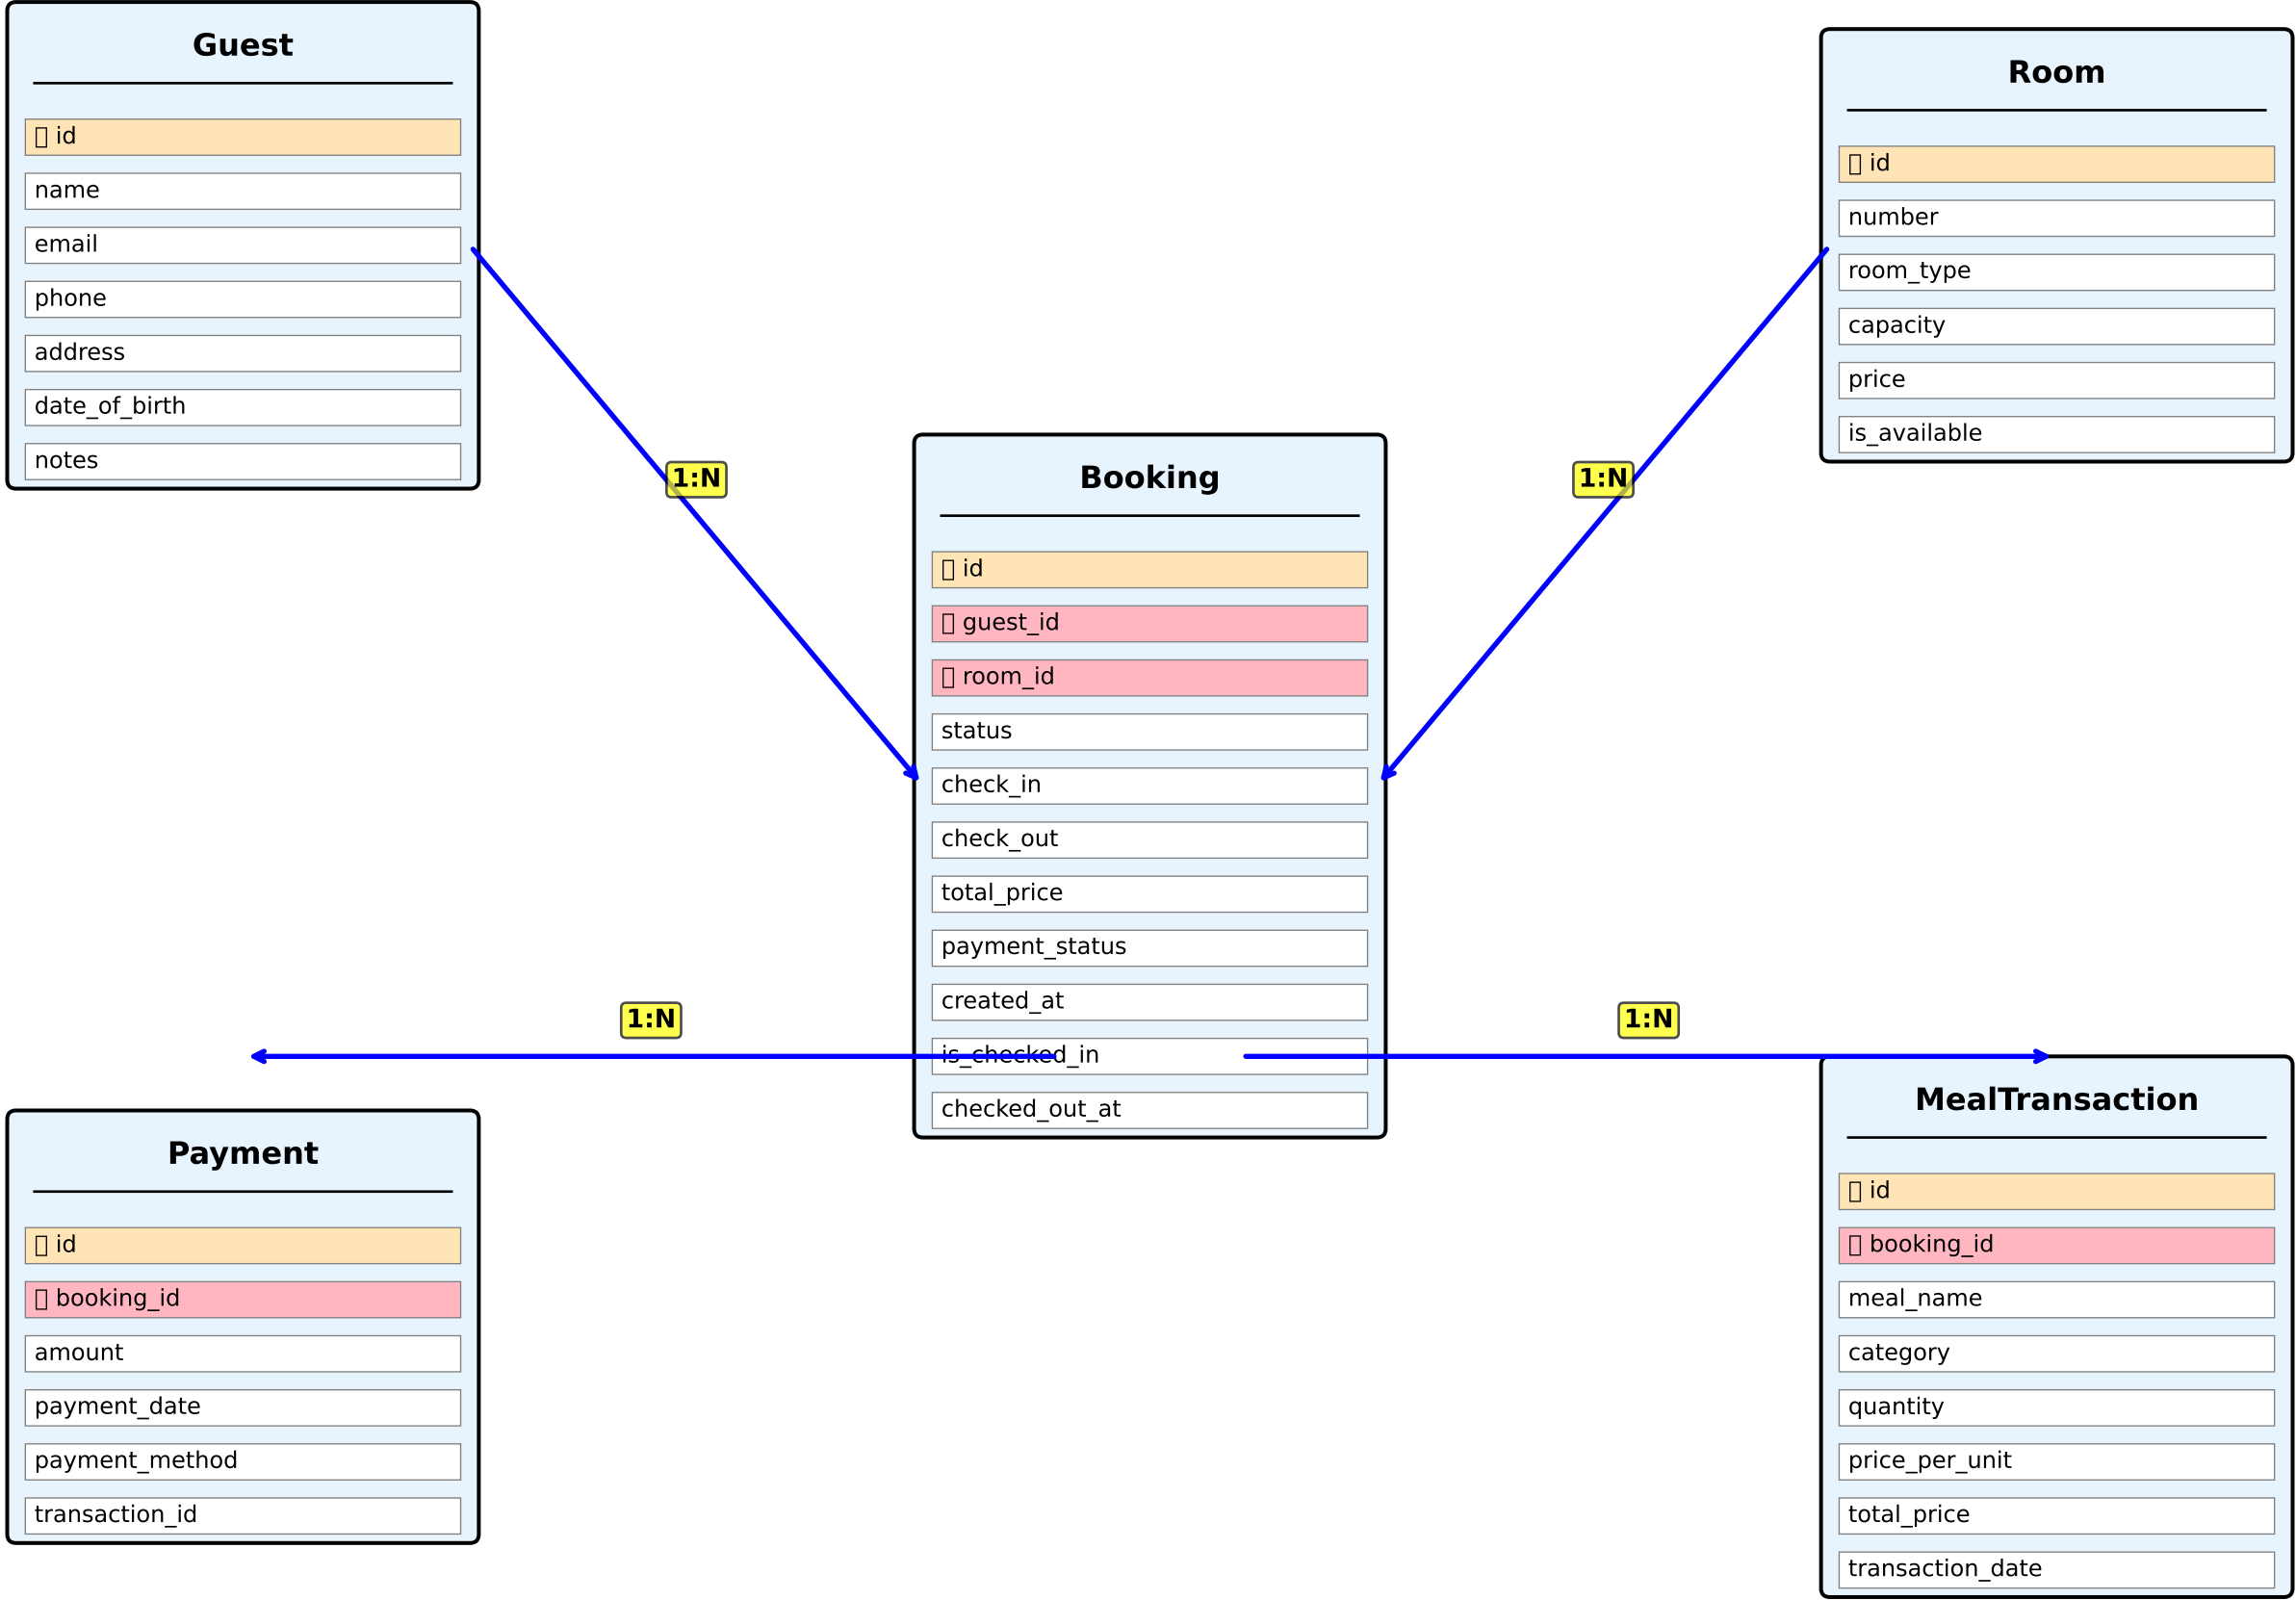 Guest
id
name
email
phone
address
date_of_birth
notes
Room
id
number
room_type
capacity
price
is_available
1:N
1:N
Booking
id
guest_id
room_id
status
check_in
check_out
total_price
payment_status
created_at
is_checked_in
checked_out_at
1:N
1:N
Payment
id
booking_id
amount
payment_date
payment_method
transaction_id
MealTransaction
id
booking_id
meal_name
category
quantity
price_per_unit
total_price
transaction_date